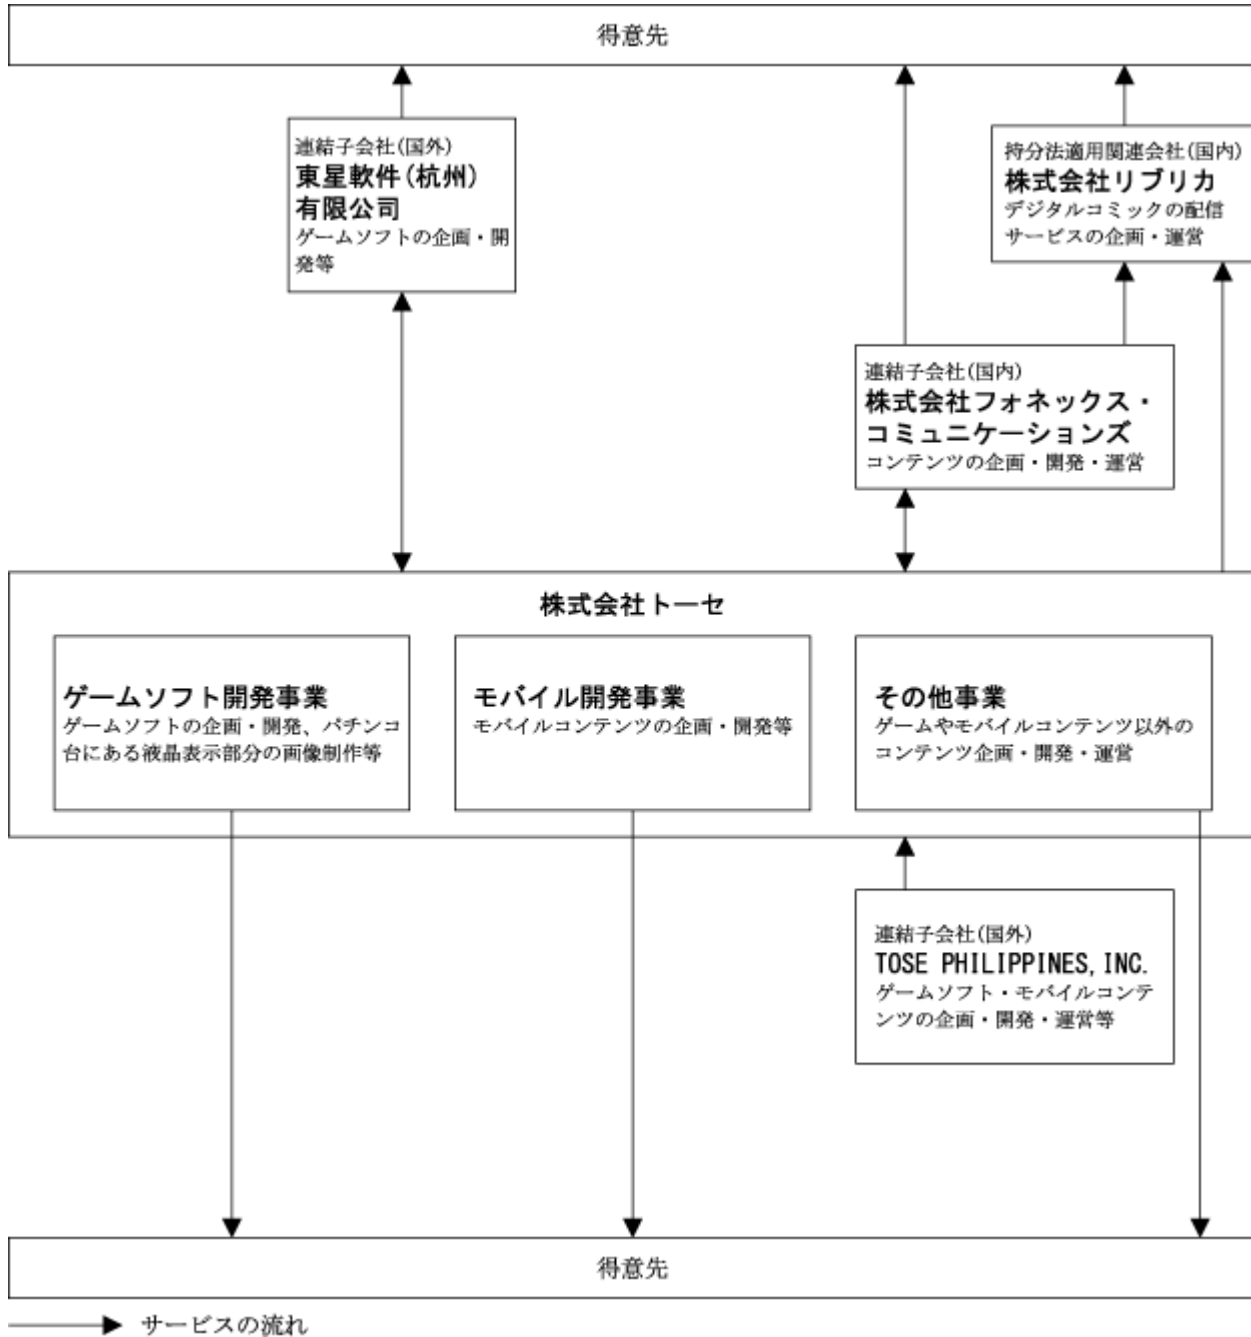 得意先
連結子会社(国外)
東星軟件(杭州)
有限公司
ゲームソフトの企画・開
発等
持分法適用関連会社(国内)
株式会社リブリカ
デジタルコミックの配信
サービスの企画・運営
連結子会社(国内)
株式会社フォネックス・
コミュニケーションズ
コンテンツの企画・開発・運営
株式会社トーセ
ゲームソフト開発事業
ゲームソフトの企画・開発、パチンコ
台にある液晶表示部分の画像制作等
モバイル開発事業
モバイルコンテンツの企画・開発等
その他事業
ゲームやモバイルコンテンツ以外の
コンテンツ企画・開発・運営
連結子会社(国外)
TOSE PHILIPPINES, INC.
ゲームソフト・モバイルコンテ
ンツの企画・開発・運営等
得意先
サービスの流れ